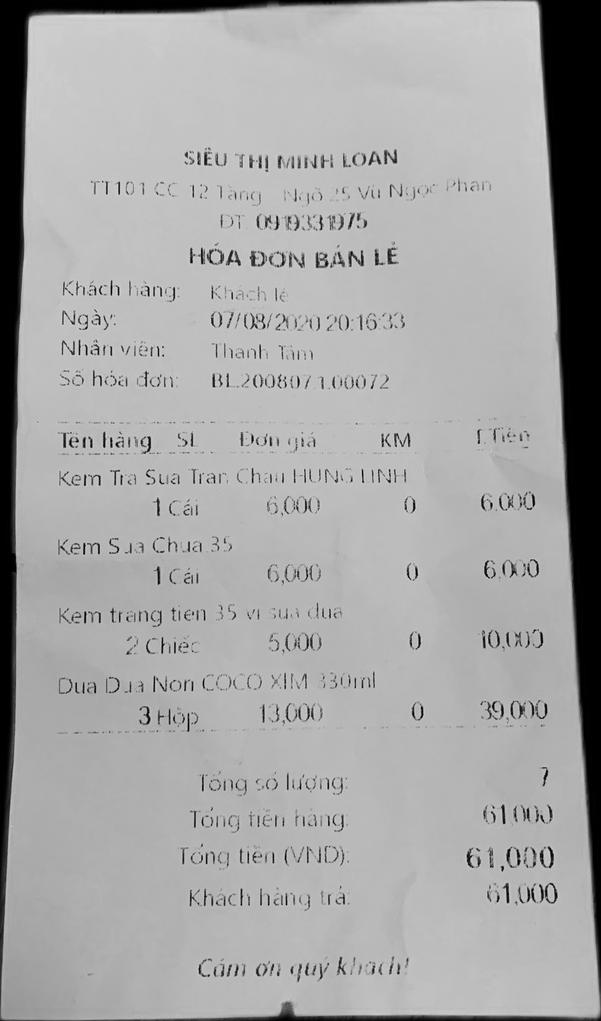 SIÊU THỊ MINH LOAN
TT101 CC 12 Tầng Ngõ 25 Vũ Ngọc Phan
ĐT: 0919331975
HÓA ĐƠN BÁN LẺ
Khách hàng: Khách lẻ
Ngày: 07/08/2020 20:16:33
Nhân viên: Thanh Tâm
Số hóa đơn: BL.2008071.00072
Tên hàng SL Đơn giá KM T.Tiền
Kem Tra Sua Tran Chau HUNG LINH
1 Cái 6,000 0 6,000
Kem Sua Chua 35
1 Cái 6,000 0 6,000
Kem trang tien 35 vi sua dua
2 Chiếc 5,000 0 10,000
Dua Dua Non COCO XIM 330ml
3 Hộp 13,000 0 39,000
Tổng số lượng: 7
Tổng tiền hàng: 61,000
Tổng tiền (VND): 61,000
Khách hàng trả: 61,000
Cảm ơn quý khách!